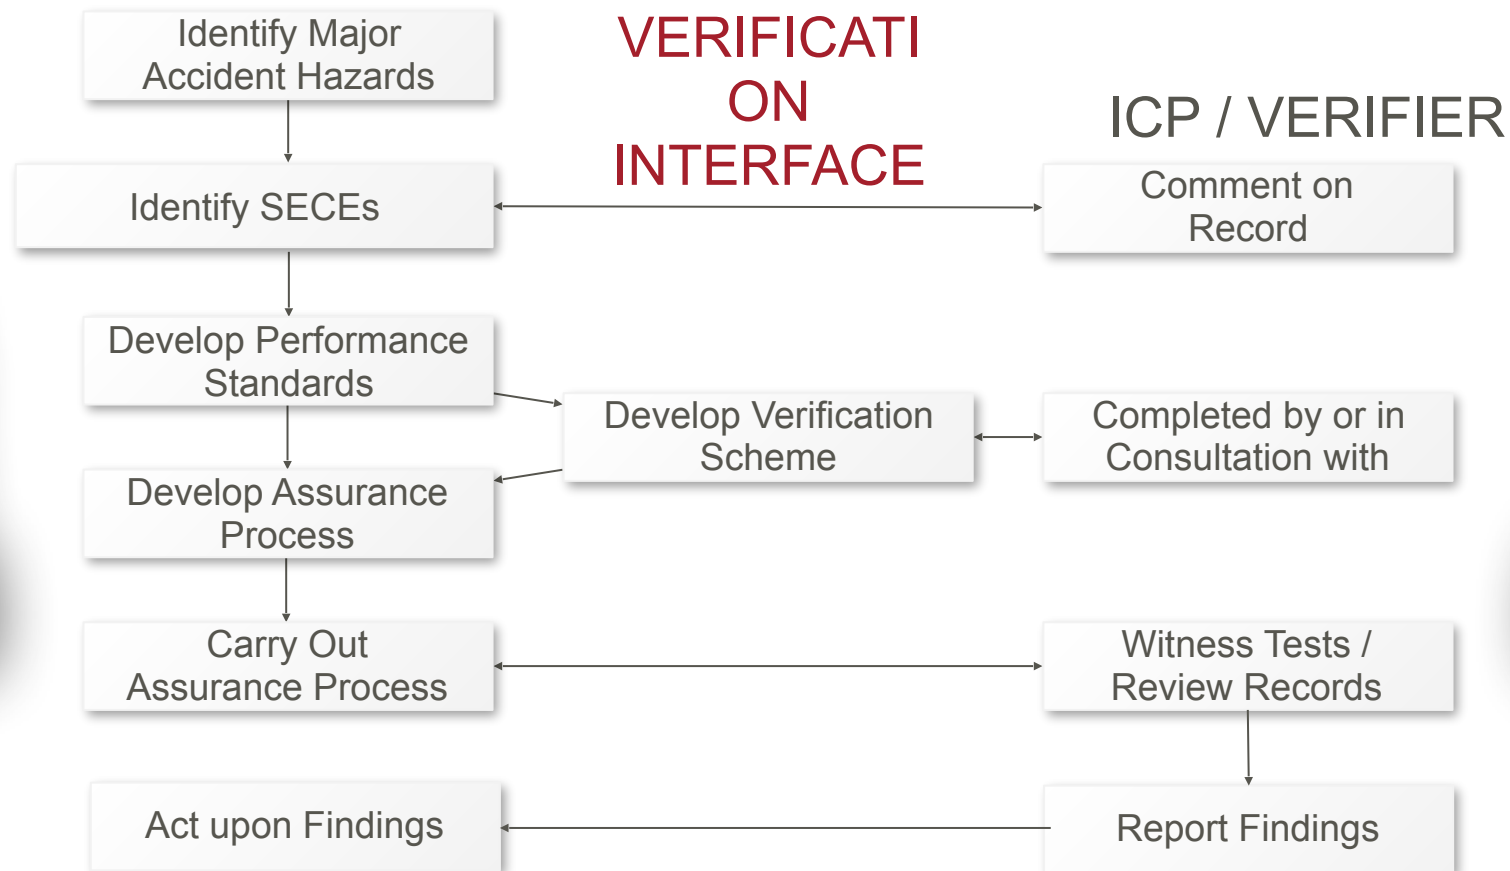 Identify Major
Accident Hazards
VERIFICATI
ON
INTERFACE
ICP / VERIFIER
Identify SECEs
Comment on
Record
Develop Performance
Standards
Develop Verification
Scheme
Completed by or in
Consultation with
Develop Assurance
Process
Carry Out
Assurance Process
Witness Tests /
Review Records
Act upon Findings
Report Findings